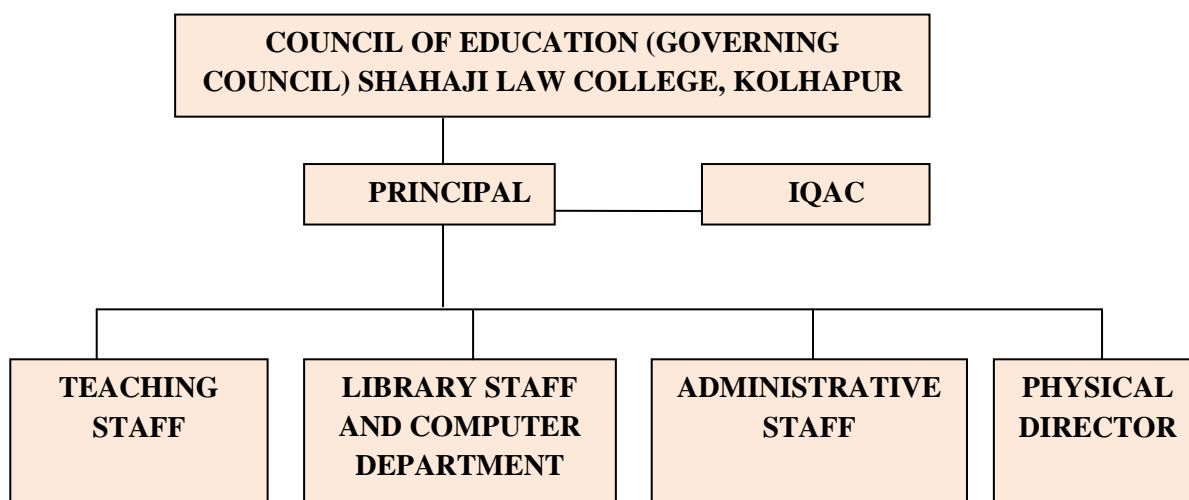 COUNCIL OF EDUCATION (GOVERNING
COUNCIL) SHAHAJI LAW COLLEGE, KOLHAPUR
PRINCIPAL
IQAC
TEACHING
STAFF
LIBRARY STAFF
AND COMPUTER
DEPARTMENT
ADMINISTRATIVE
STAFF
PHYSICAL
DIRECTOR